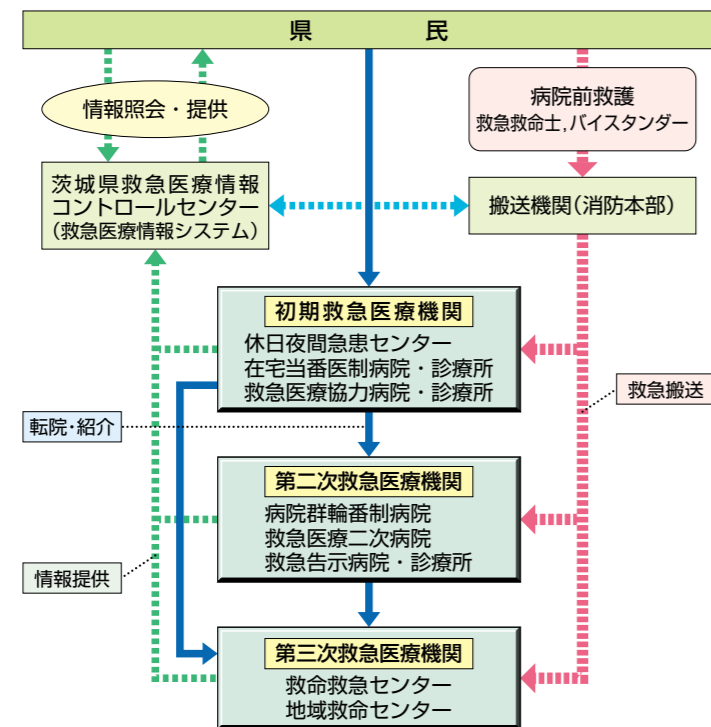 県民
情報照会・提供
病院前救護
救急救命士,バイスタンダー
茨城県救急医療情報
コントロールセンター
(救急医療情報システム)
搬送機関(消防本部)
初期救急医療機関
休日夜間急患センター
在宅当番医制病院・診療所
救急医療協力病院・診療所
救急搬送
転院・紹介
第二次救急医療機関
病院群輪番制病院
救急医療二次病院
救急告示病院・診療所
情報提供
第三次救急医療機関
救命救急センター
地域救命センター